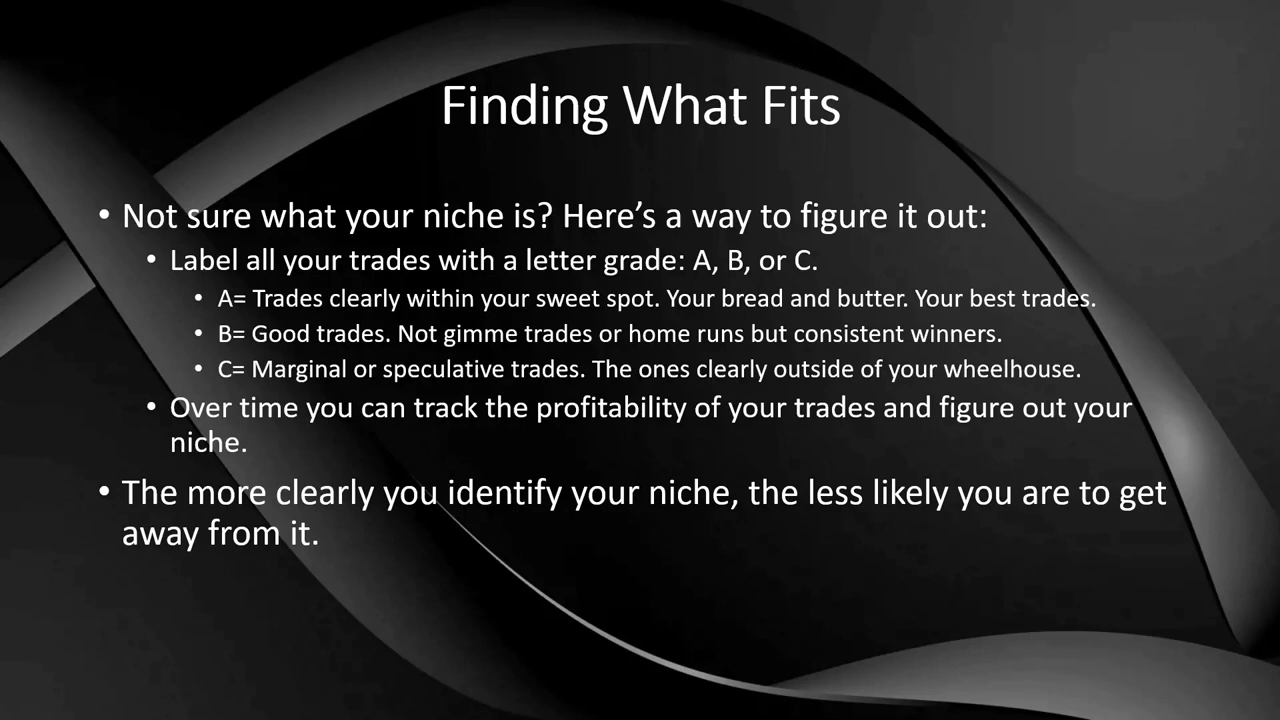 Finding What Fits
• Not sure what your niche is? Here’s a way to figure it out:
• Label all your trades with a letter grade: A, B, or C.
• A= Trades clearly within your sweet spot. Your bread and butter. Your best trades.
• B= Good trades. Not gimme trades or home runs but consistent winners.
• C= Marginal or speculative trades. The ones clearly outside of your wheelhouse.
• Over time you can track the profitability of your trades and figure out your
niche.
• The more clearly you identify your niche, the less likely you are to get
away from it.